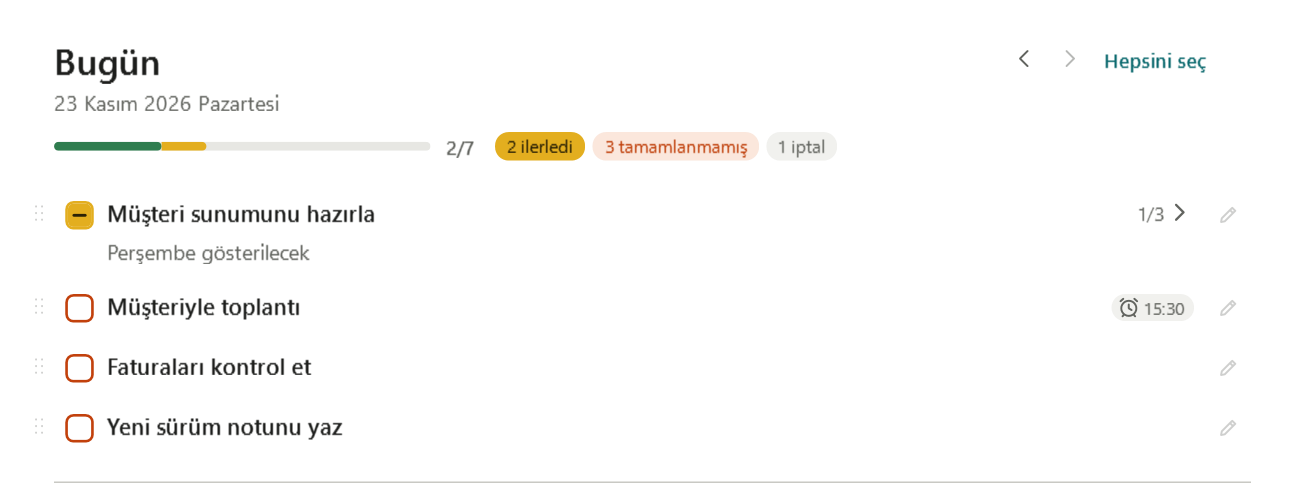 Bugün
Hepsini seç
23 Kasım 2026 Pazartesi
2/7 2 ilerledi 3 tamamlanmamış 1 iptal
Müşteri sunumunu hazırla 1/3
Perşembe gösterilecek
Müşteriyle toplantı 15:30
Faturaları kontrol et
Yeni sürüm notunu yaz